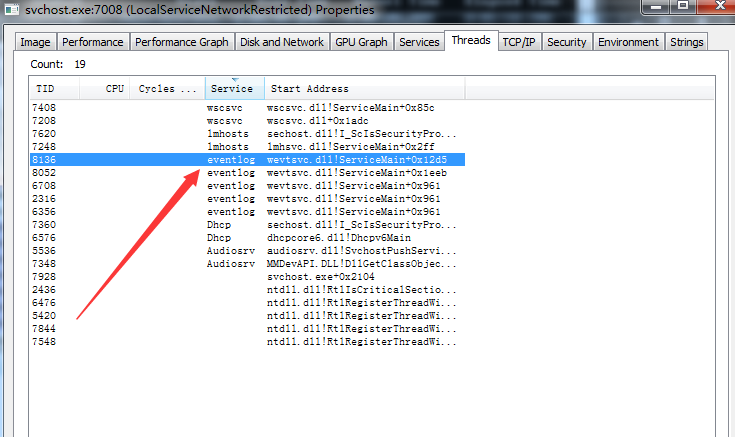 svchost.exe:7008 (LocalServiceNetworkRestricted) Properties
Image Performance Performance Graph Disk and Network GPU Graph Services Threads TCP/IP Security Environment Strings
Count: 19
TID CPU Cycles ... Service Start Address
7408 wscsvc wscsvc.dll!ServiceMain+0x85c
7208 wscsvc wscsvc.dll+0x1adc
7620 lmhosts sechost.dll!I_ScIsSecurityPro...
7248 lmhosts lmhsvc.dll!ServiceMain+0x2ff
8136 eventlog wevtsvc.dll!ServiceMain+0x12d5
8052 eventlog wevtsvc.dll!ServiceMain+0x1eeb
6708 eventlog wevtsvc.dll!ServiceMain+0x961
2316 eventlog wevtsvc.dll!ServiceMain+0x961
6356 eventlog wevtsvc.dll!ServiceMain+0x961
7360 Dhcp sechost.dll!I_ScIsSecurityPro...
6576 Dhcp dhcpcore6.dll!Dhcpv6Main
5536 Audiosrv audiosrv.dll!SvchostPushServi...
7348 Audiosrv MMDevAPI.DLL!DllGetClassObjec...
7928 svchost.exe+0x2104
2436 ntdll.dll!RtlIsCriticalSectio...
6476 ntdll.dll!RtlRegisterThreadWi...
5420 ntdll.dll!RtlRegisterThreadWi...
7844 ntdll.dll!RtlRegisterThreadWi...
7548 ntdll.dll!RtlRegisterThreadWi...